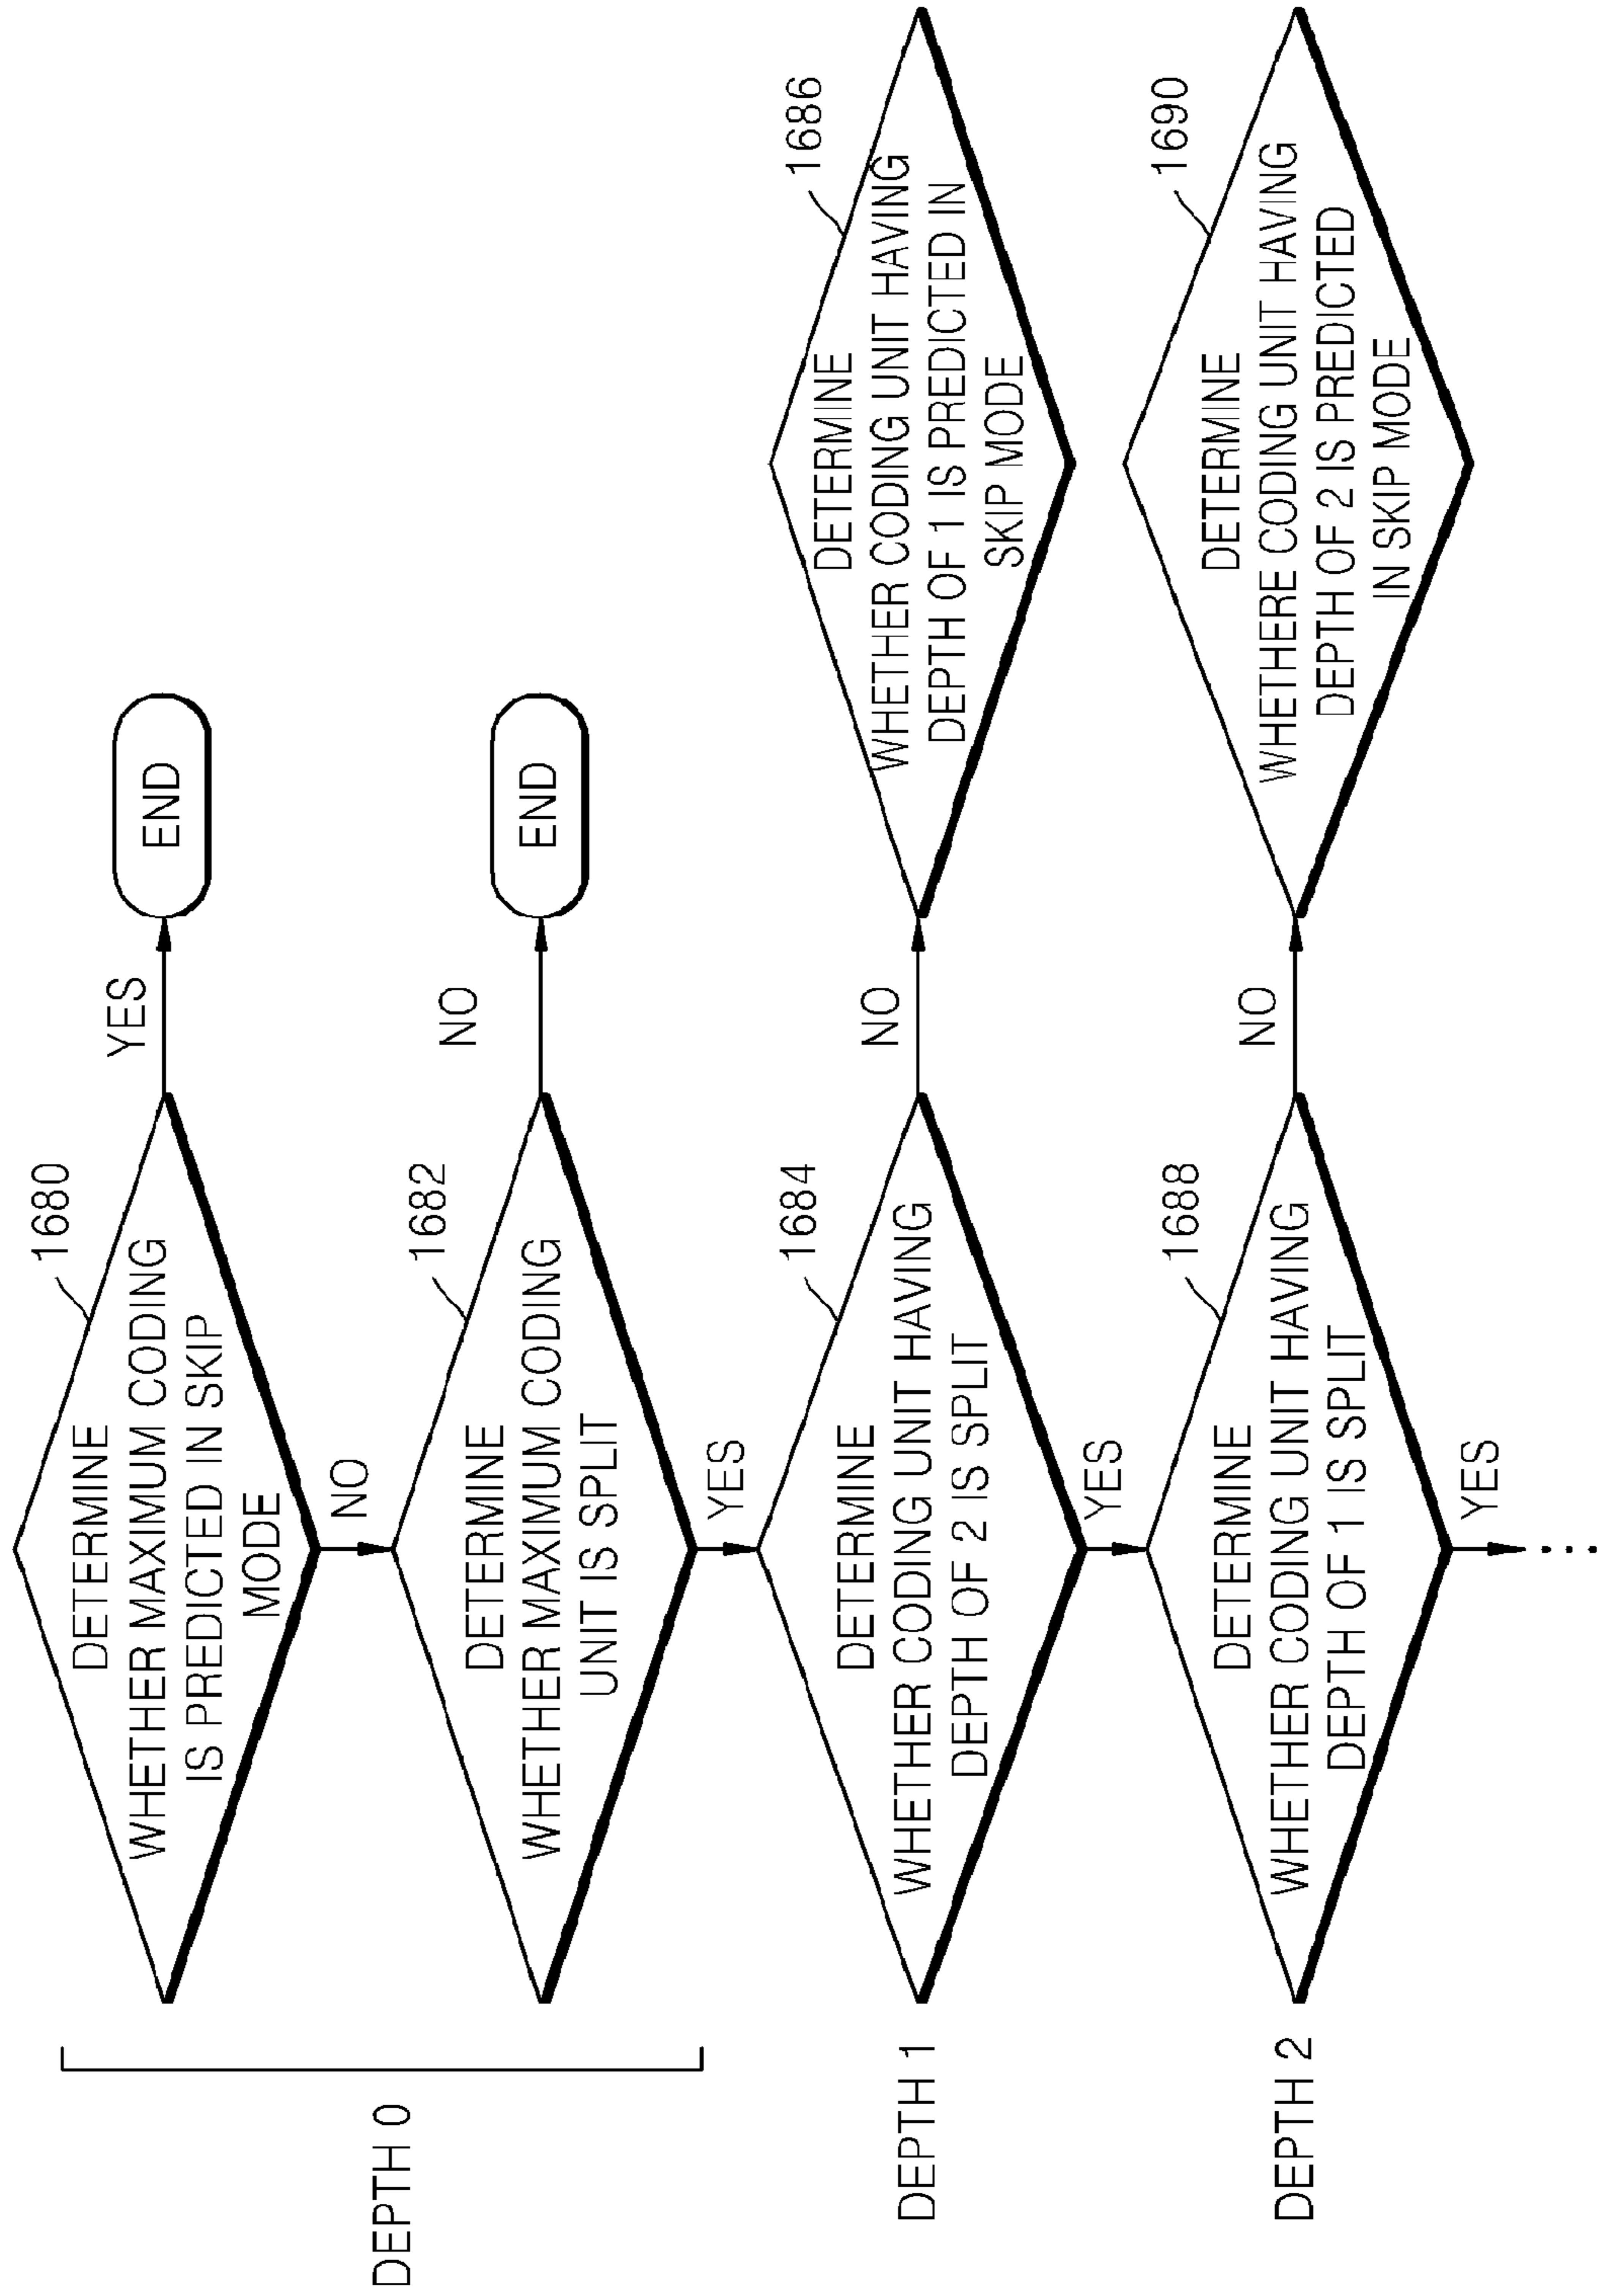 1680
DETERMINE
WHETHER MAXIMUM CODING
IS PREDICTED IN SKIP
MODE
YES
END
NO
DEPTH 0
1682
DETERMINE
WHETHER MAXIMUM CODING
UNIT IS SPLIT
NO
END
YES
DEPTH 1
1684
DETERMINE
WHETHER CODING UNIT HAVING
DEPTH OF 2 IS SPLIT
NO
1686
DETERMINE
WHETHER CODING UNIT HAVING
DEPTH OF 1 IS PREDICTED IN
SKIP MODE
YES
DEPTH 2
1688
DETERMINE
WHETHER CODING UNIT HAVING
DEPTH OF 1 IS SPLIT
NO
1690
DETERMINE
WHETHERE CODING UNIT HAVING
DEPTH OF 2 IS PREDICTED
IN SKIP MODE
YES